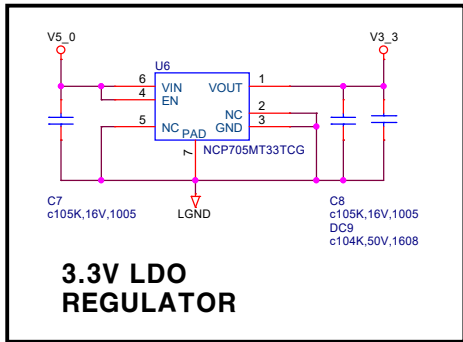 V5_0
V3_3
U6
6 VIN VOUT 1
4 EN
NC 2
5 NC GND 3
PAD
7
NCP705MT33TCG
LGND
C7
c105K,16V,1005
C8
c105K,16V,1005
DC9
c104K,50V,1608
3.3V LDO
REGULATOR